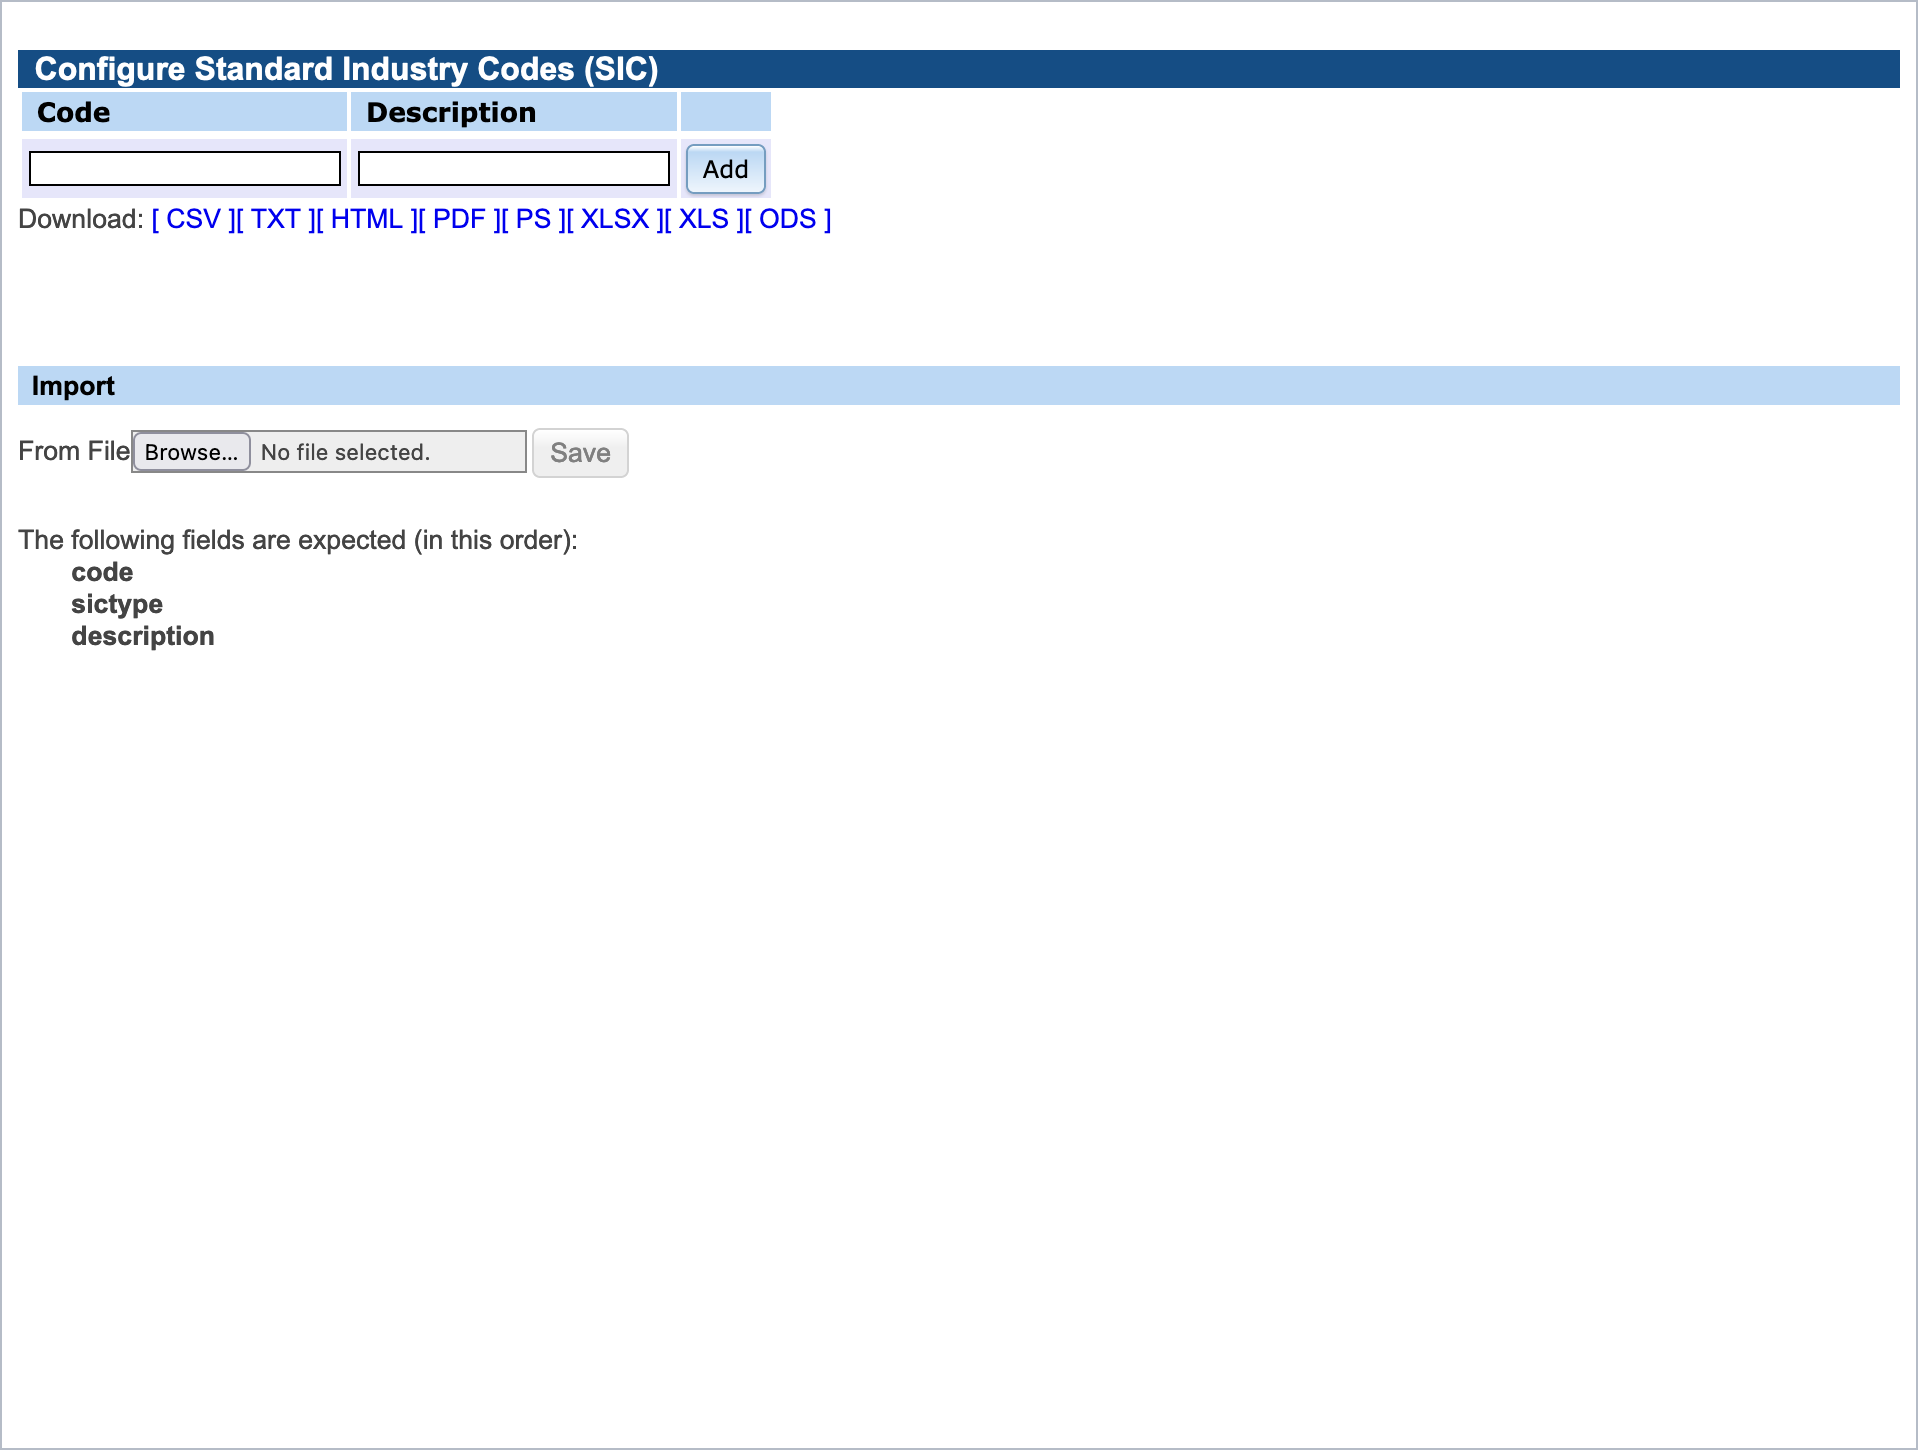 Configure Standard Industry Codes (SIC)
Code Description
Add
Download: [ CSV ][ TXT ][ HTML ][ PDF ][ PS ][ XLSX ][ XLS ][ ODS ]
Import
From File Browse... No file selected. Save
The following fields are expected (in this order):
code
sictype
description